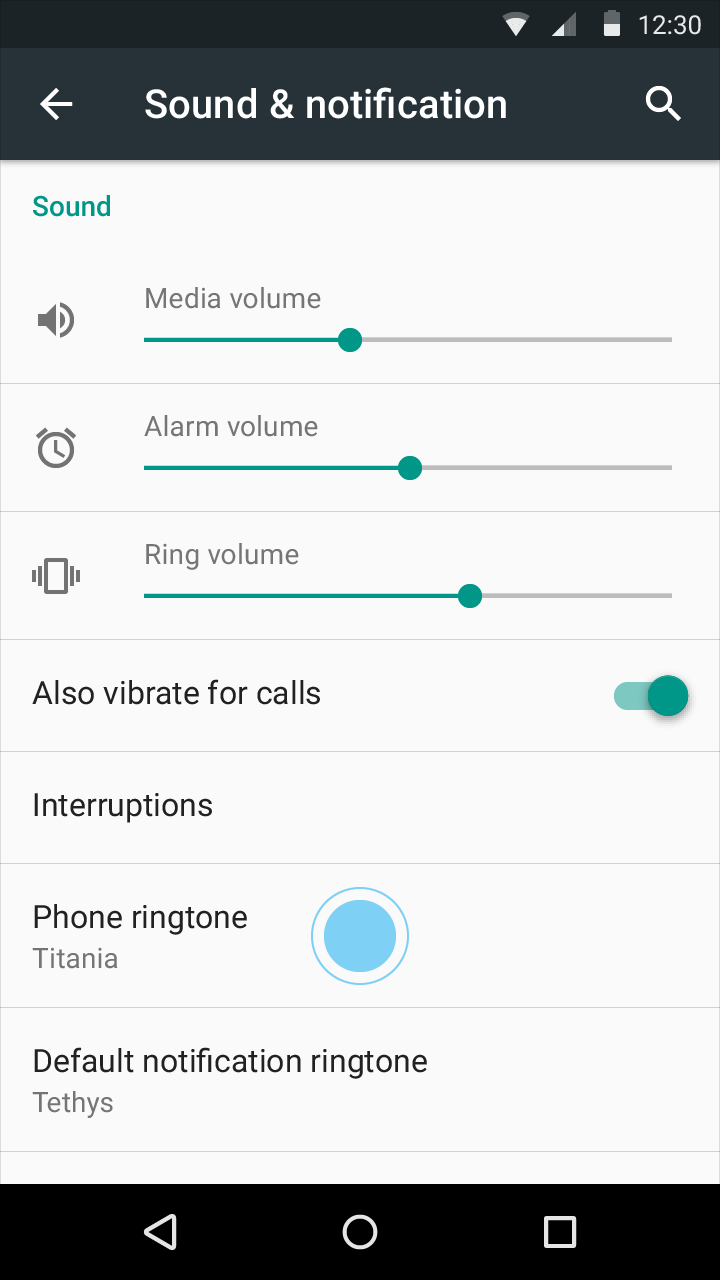 12:30
Sound & notification
Sound
Media volume
Alarm volume
Ring volume
Also vibrate for calls
Interruptions
Phone ringtone
Titania
Default notification ringtone
Tethys